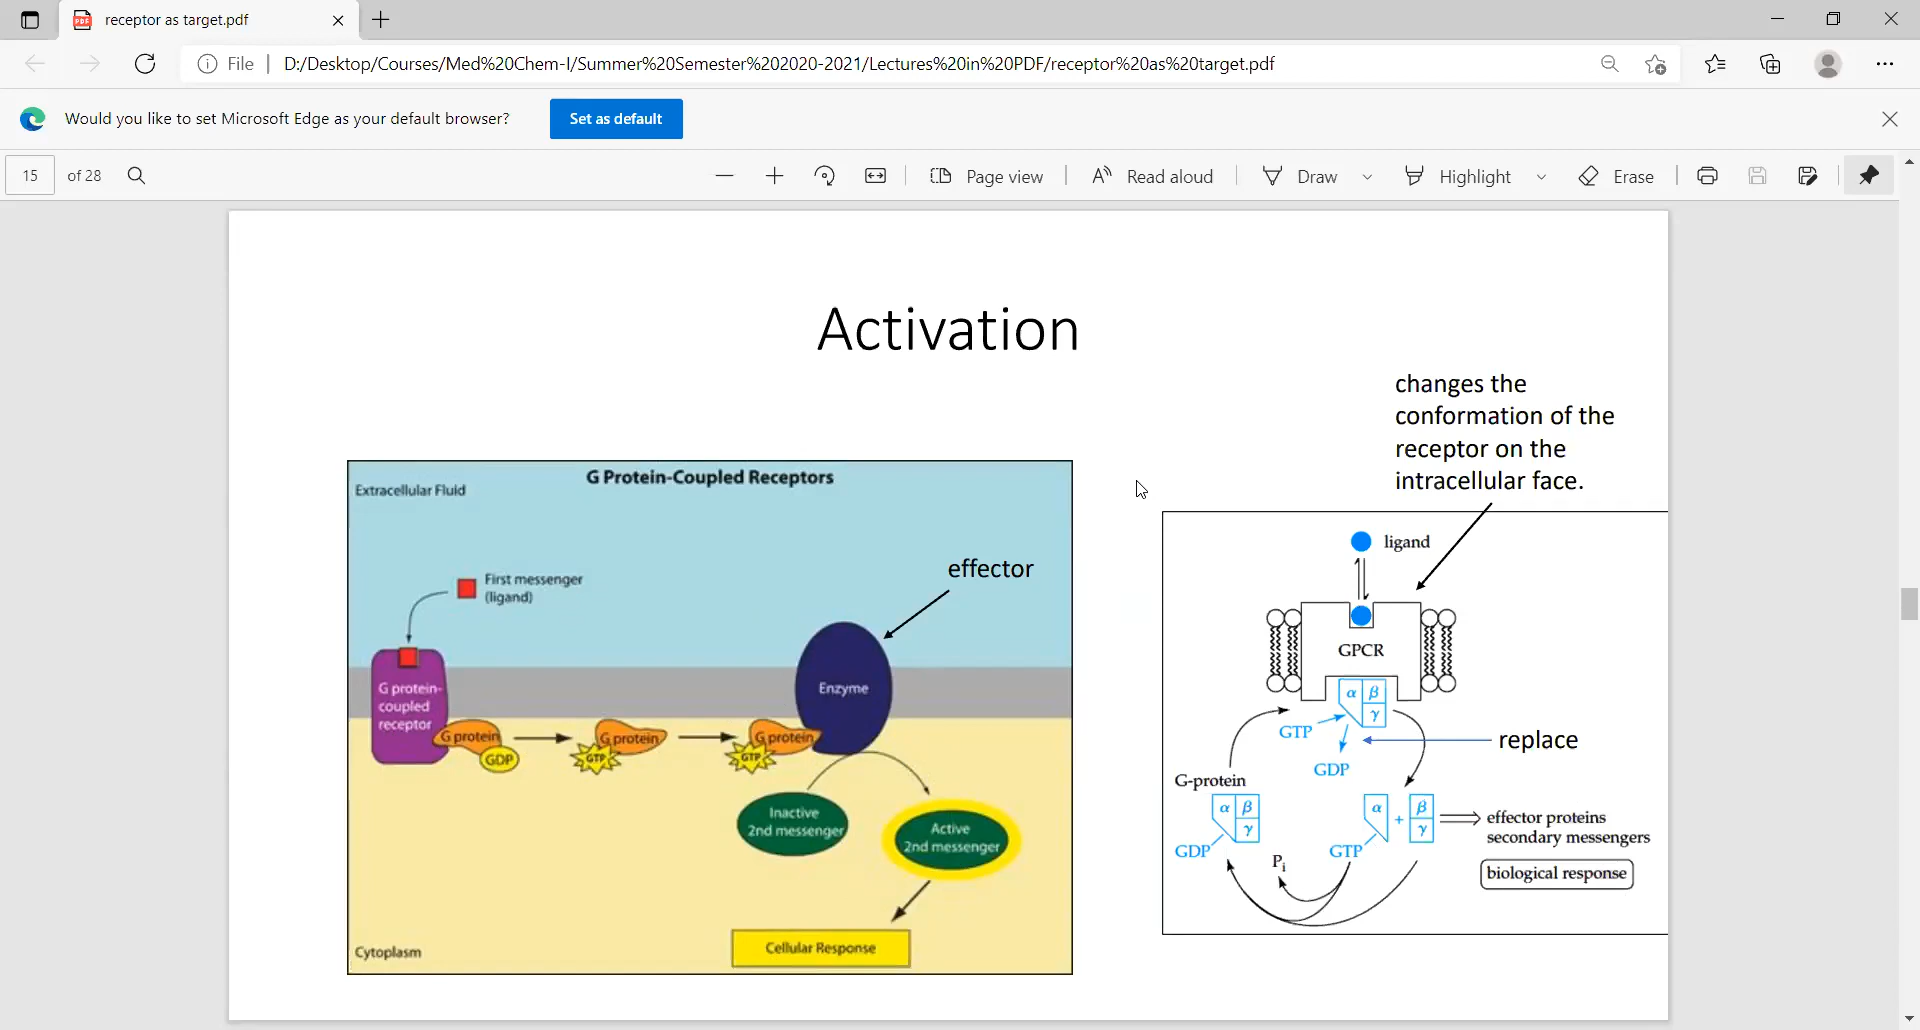 receptor as target.pdf
File
D:/Desktop/Courses/Med%20Chem-I/Summer%20Semester%202020-2021/Lectures%20in%20PDF/receptor%20as%20target.pdf
Would you like to set Microsoft Edge as your default browser?
Set as default
15 of 28
Page view
Read aloud
Draw
Highlight
Erase
Activation
G Protein-Coupled Receptors
Extracellular Fluid
First messenger
(ligand)
effector
G protein-
coupled
receptor
Enzyme
G protein
GDP
G protein
GTP
G protein
GTP
Inactive
2nd messenger
Active
2nd messenger
Cellular Response
Cytoplasm
changes the
conformation of the
receptor on the
intracellular face.
ligand
GPCR
α β
γ
GTP
replace
GDP
G-protein
α β
γ
GDP
α + β
γ
GTP
Pi
effector proteins
secondary messengers
biological response